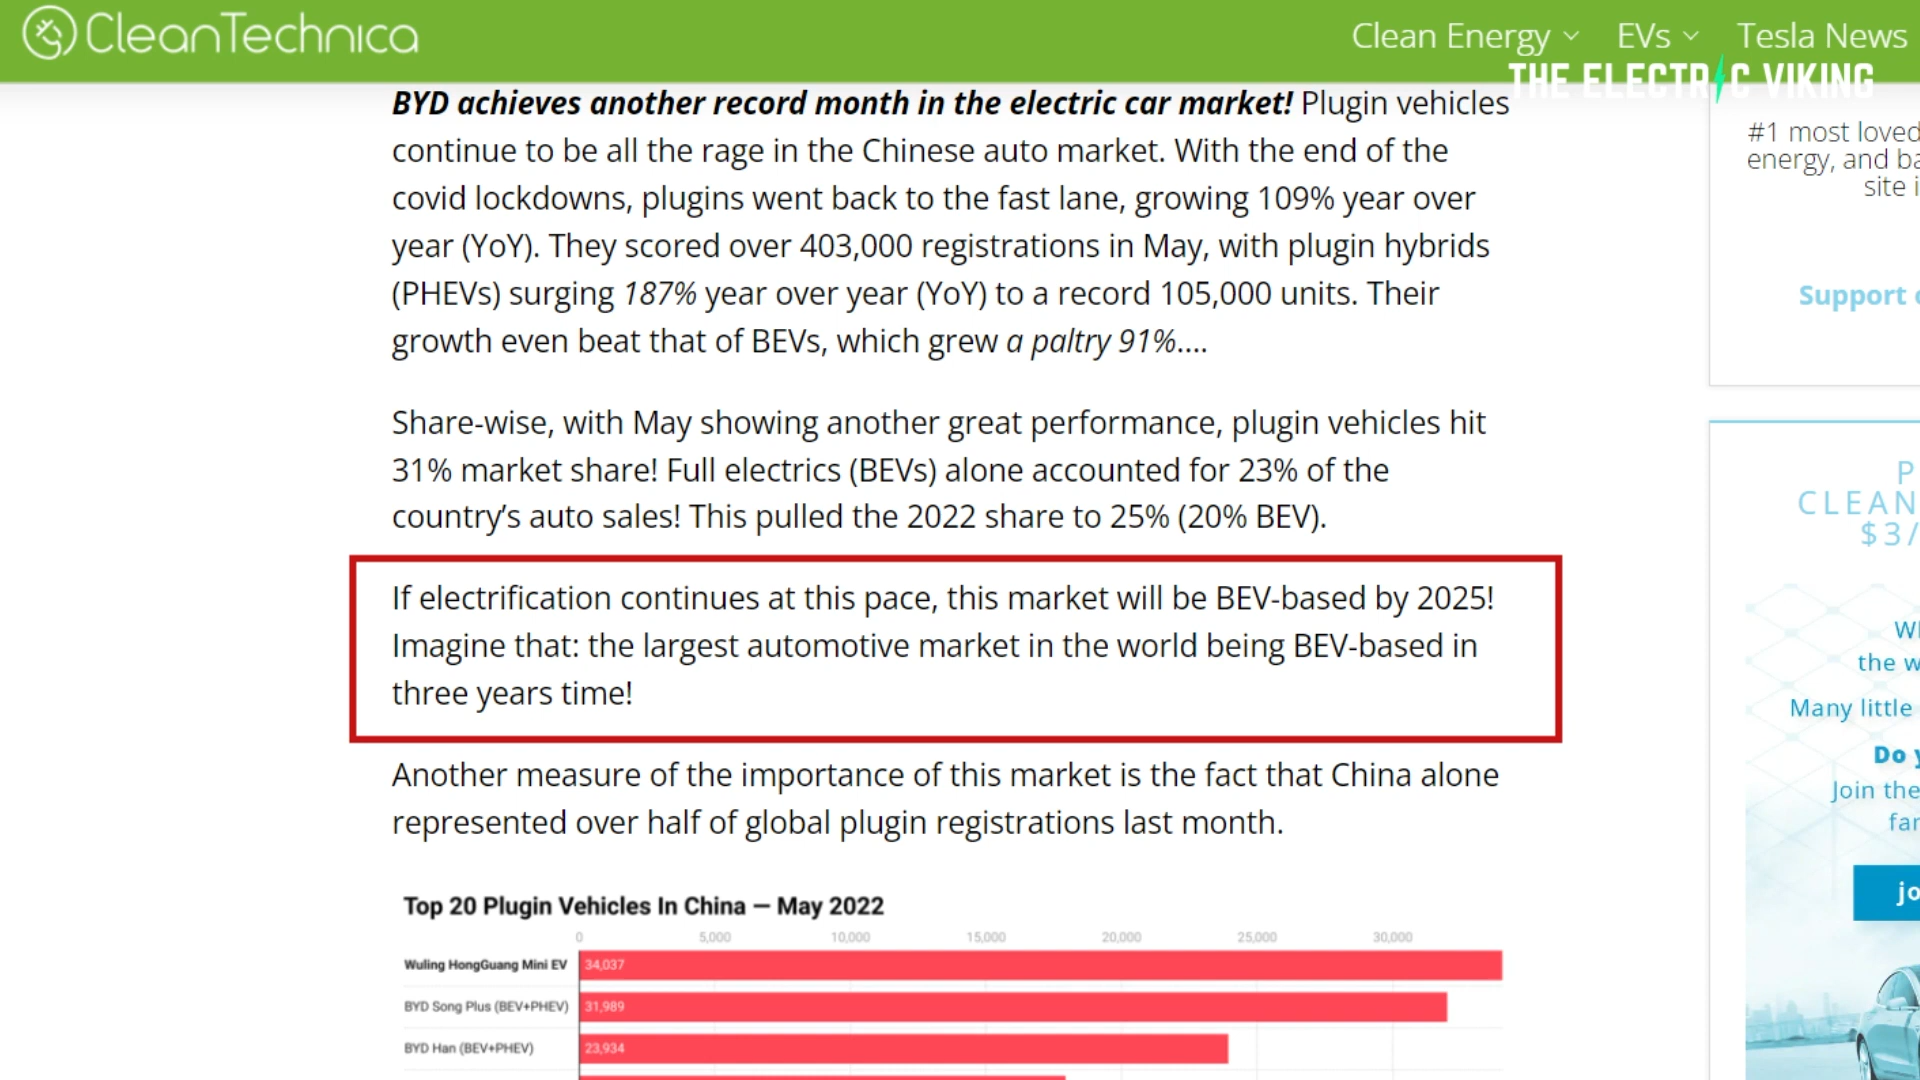 CleanTechnica
Clean Energy
EVs
Tesla News
THE ELECTRIC VIKING
BYD achieves another record month in the electric car market! Plugin vehicles
continue to be all the rage in the Chinese auto market. With the end of the
covid lockdowns, plugins went back to the fast lane, growing 109% year over
year (YoY). They scored over 403,000 registrations in May, with plugin hybrids
(PHEVs) surging 187% year over year (YoY) to a record 105,000 units. Their
growth even beat that of BEVs, which grew a paltry 91%....
Share-wise, with May showing another great performance, plugin vehicles hit
31% market share! Full electrics (BEVs) alone accounted for 23% of the
country’s auto sales! This pulled the 2022 share to 25% (20% BEV).
If electrification continues at this pace, this market will be BEV-based by 2025!
Imagine that: the largest automotive market in the world being BEV-based in
three years time!
Another measure of the importance of this market is the fact that China alone
represented over half of global plugin registrations last month.
Top 20 Plugin Vehicles In China — May 2022
0 5,000 10,000 15,000 20,000 25,000 30,000
Wuling HongGuang Mini EV 34,037
BYD Song Plus (BEV+PHEV) 31,989
BYD Han (BEV+PHEV) 23,934
#1 most loved
energy, and
site
Support
CLEAN
$3/
the
Many little
Do
Join the